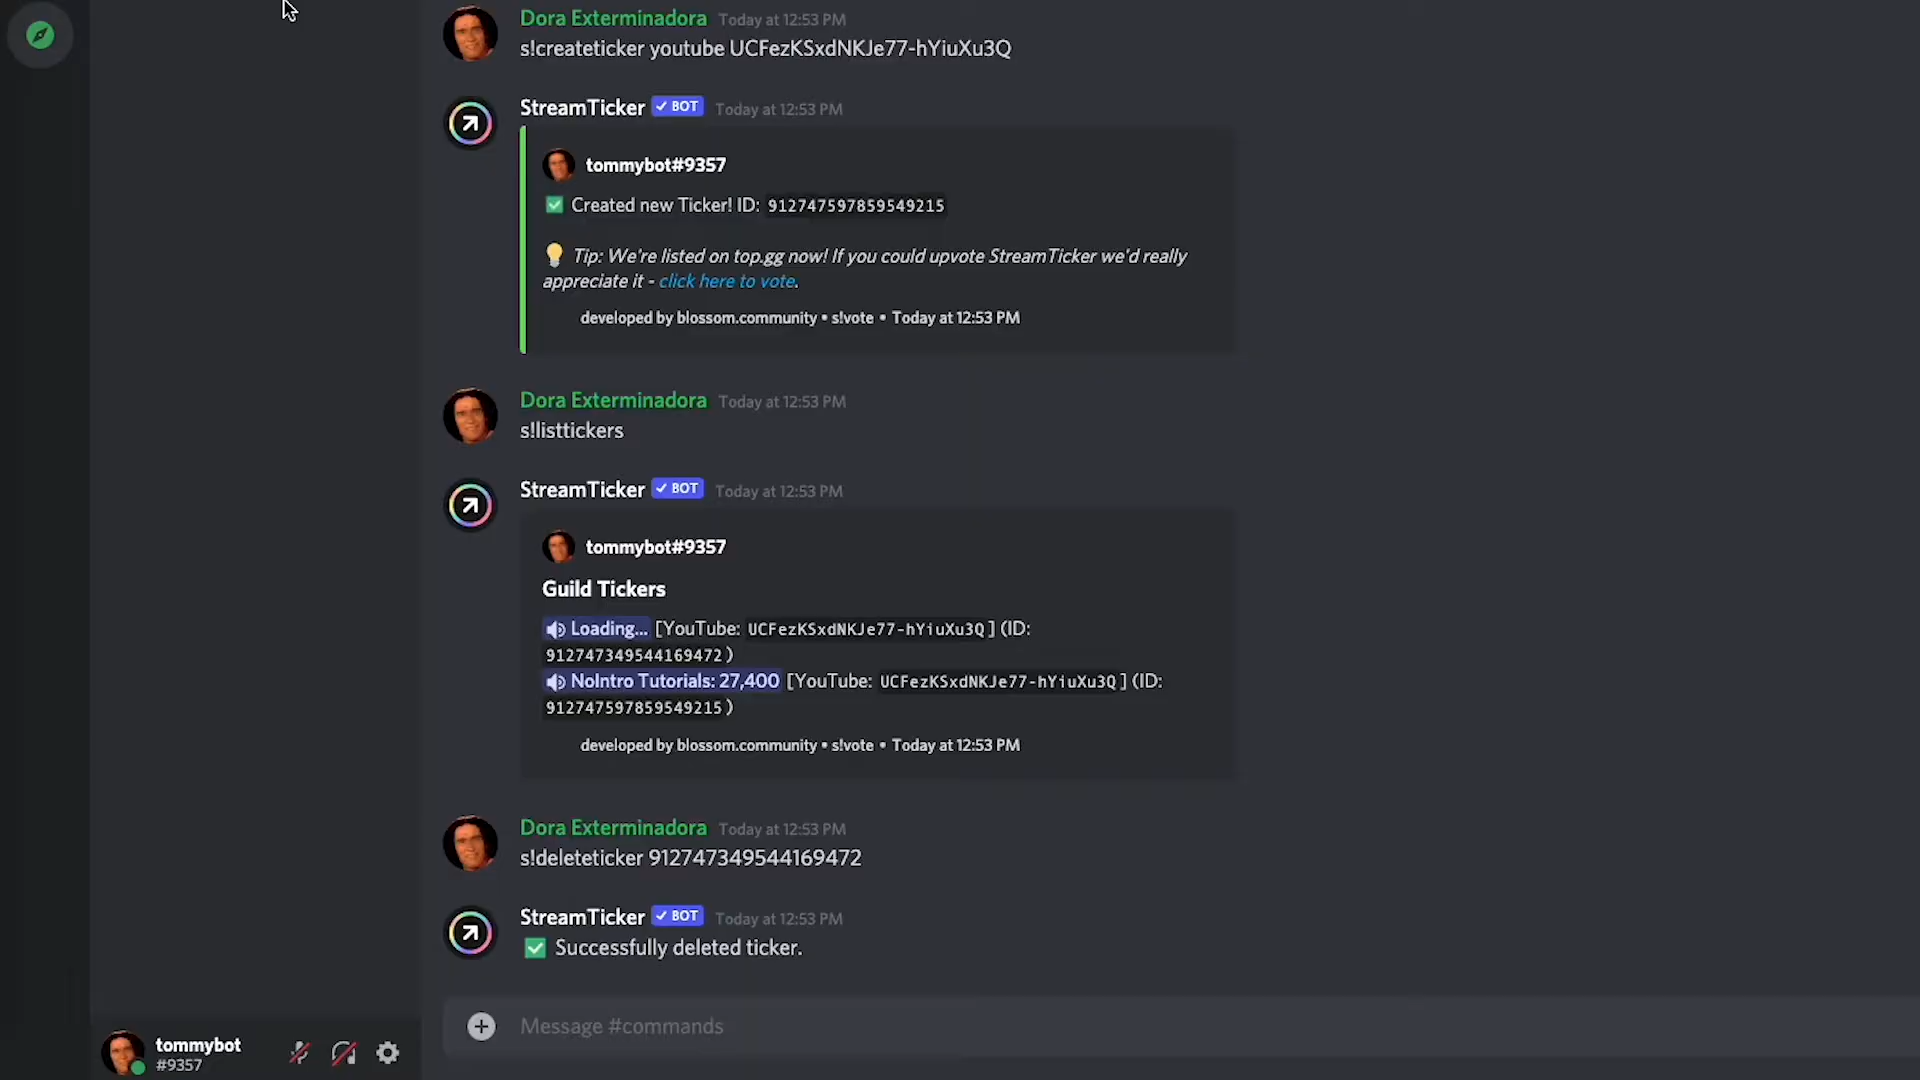 Dora Exterminadora Today at 12:53 PM
s!createticker youtube UCFezKSxdNKJe77-hYiuXu3Q
StreamTicker ✓ BOT Today at 12:53 PM
tommybot#9357
✅ Created new Ticker! ID: 912747597859549215
💡 Tip: We're listed on top.gg now! If you could upvote StreamTicker we'd really
appreciate it - click here to vote.
developed by blossom.community • s!vote • Today at 12:53 PM
Dora Exterminadora Today at 12:53 PM
s!listtickers
StreamTicker ✓ BOT Today at 12:53 PM
tommybot#9357
Guild Tickers
🔊 Loading... [YouTube: UCFezKSxdNKJe77-hYiuXu3Q] (ID:
912747349544169472)
🔊 NoIntro Tutorials: 27,400 [YouTube: UCFezKSxdNKJe77-hYiuXu3Q] (ID:
912747597859549215)
developed by blossom.community • s!vote • Today at 12:53 PM
Dora Exterminadora Today at 12:53 PM
s!deleteticker 912747349544169472
StreamTicker ✓ BOT Today at 12:53 PM
✅ Successfully deleted ticker.
Message #commands
tommybot
#9357